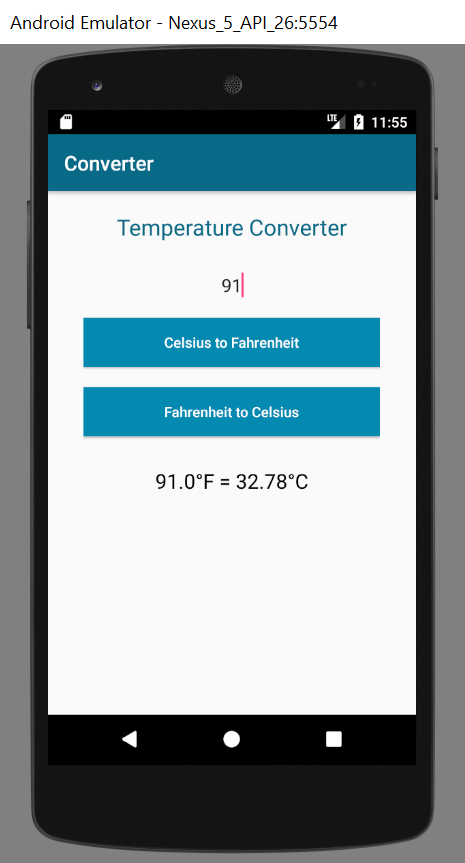 Android Emulator - Nexus_5_API_26:5554
LTE 11:55
Converter
Temperature Converter
91
Celsius to Fahrenheit
Fahrenheit to Celsius
91.0°F = 32.78°C